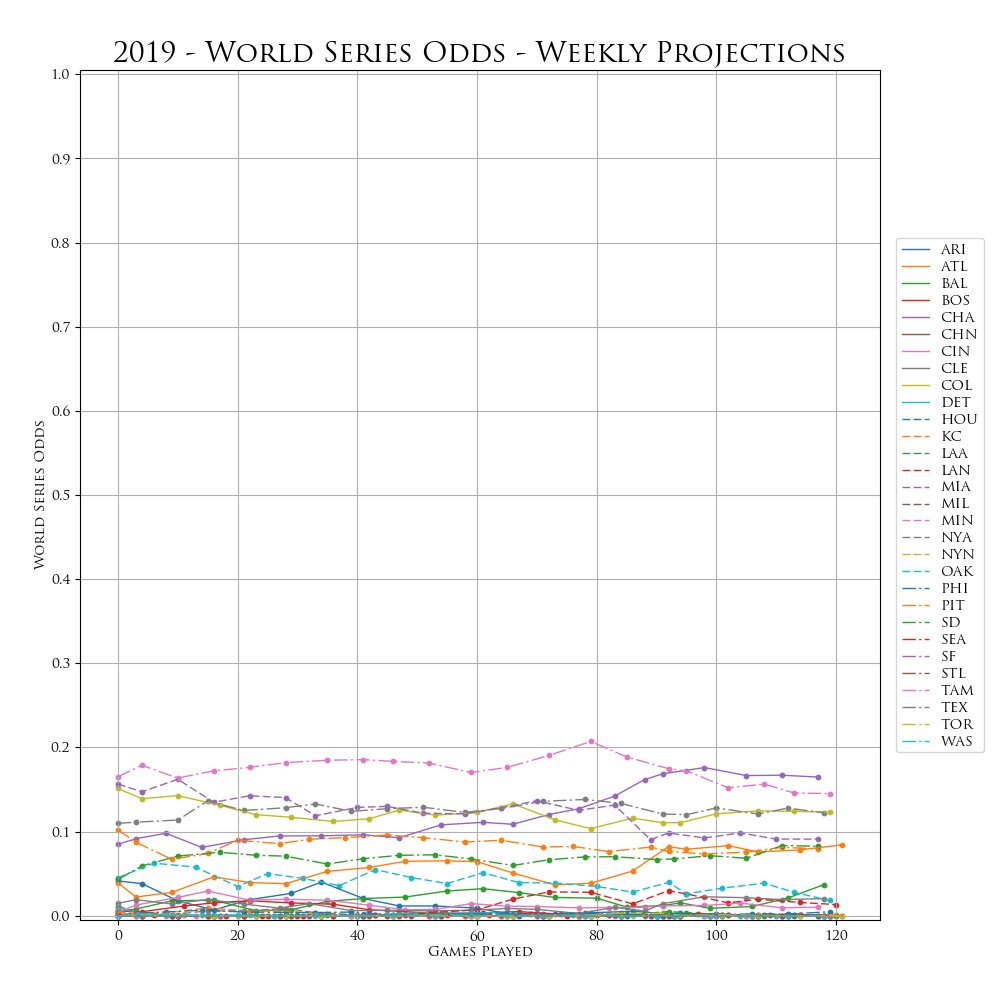 2019 - World Series Odds - Weekly Projections
1.0
0.9
0.8
0.7
0.6
0.5
0.4
0.3
0.2
0.1
0.0
World Series Odds
0 20 40 60 80 100 120
Games Played
ARI
ATL
BAL
BOS
CHA
CHN
CIN
CLE
COL
DET
HOU
KC
LAA
LAN
MIA
MIL
MIN
NYA
NYN
OAK
PHI
PIT
SD
SEA
SF
STL
TAM
TEX
TOR
WAS